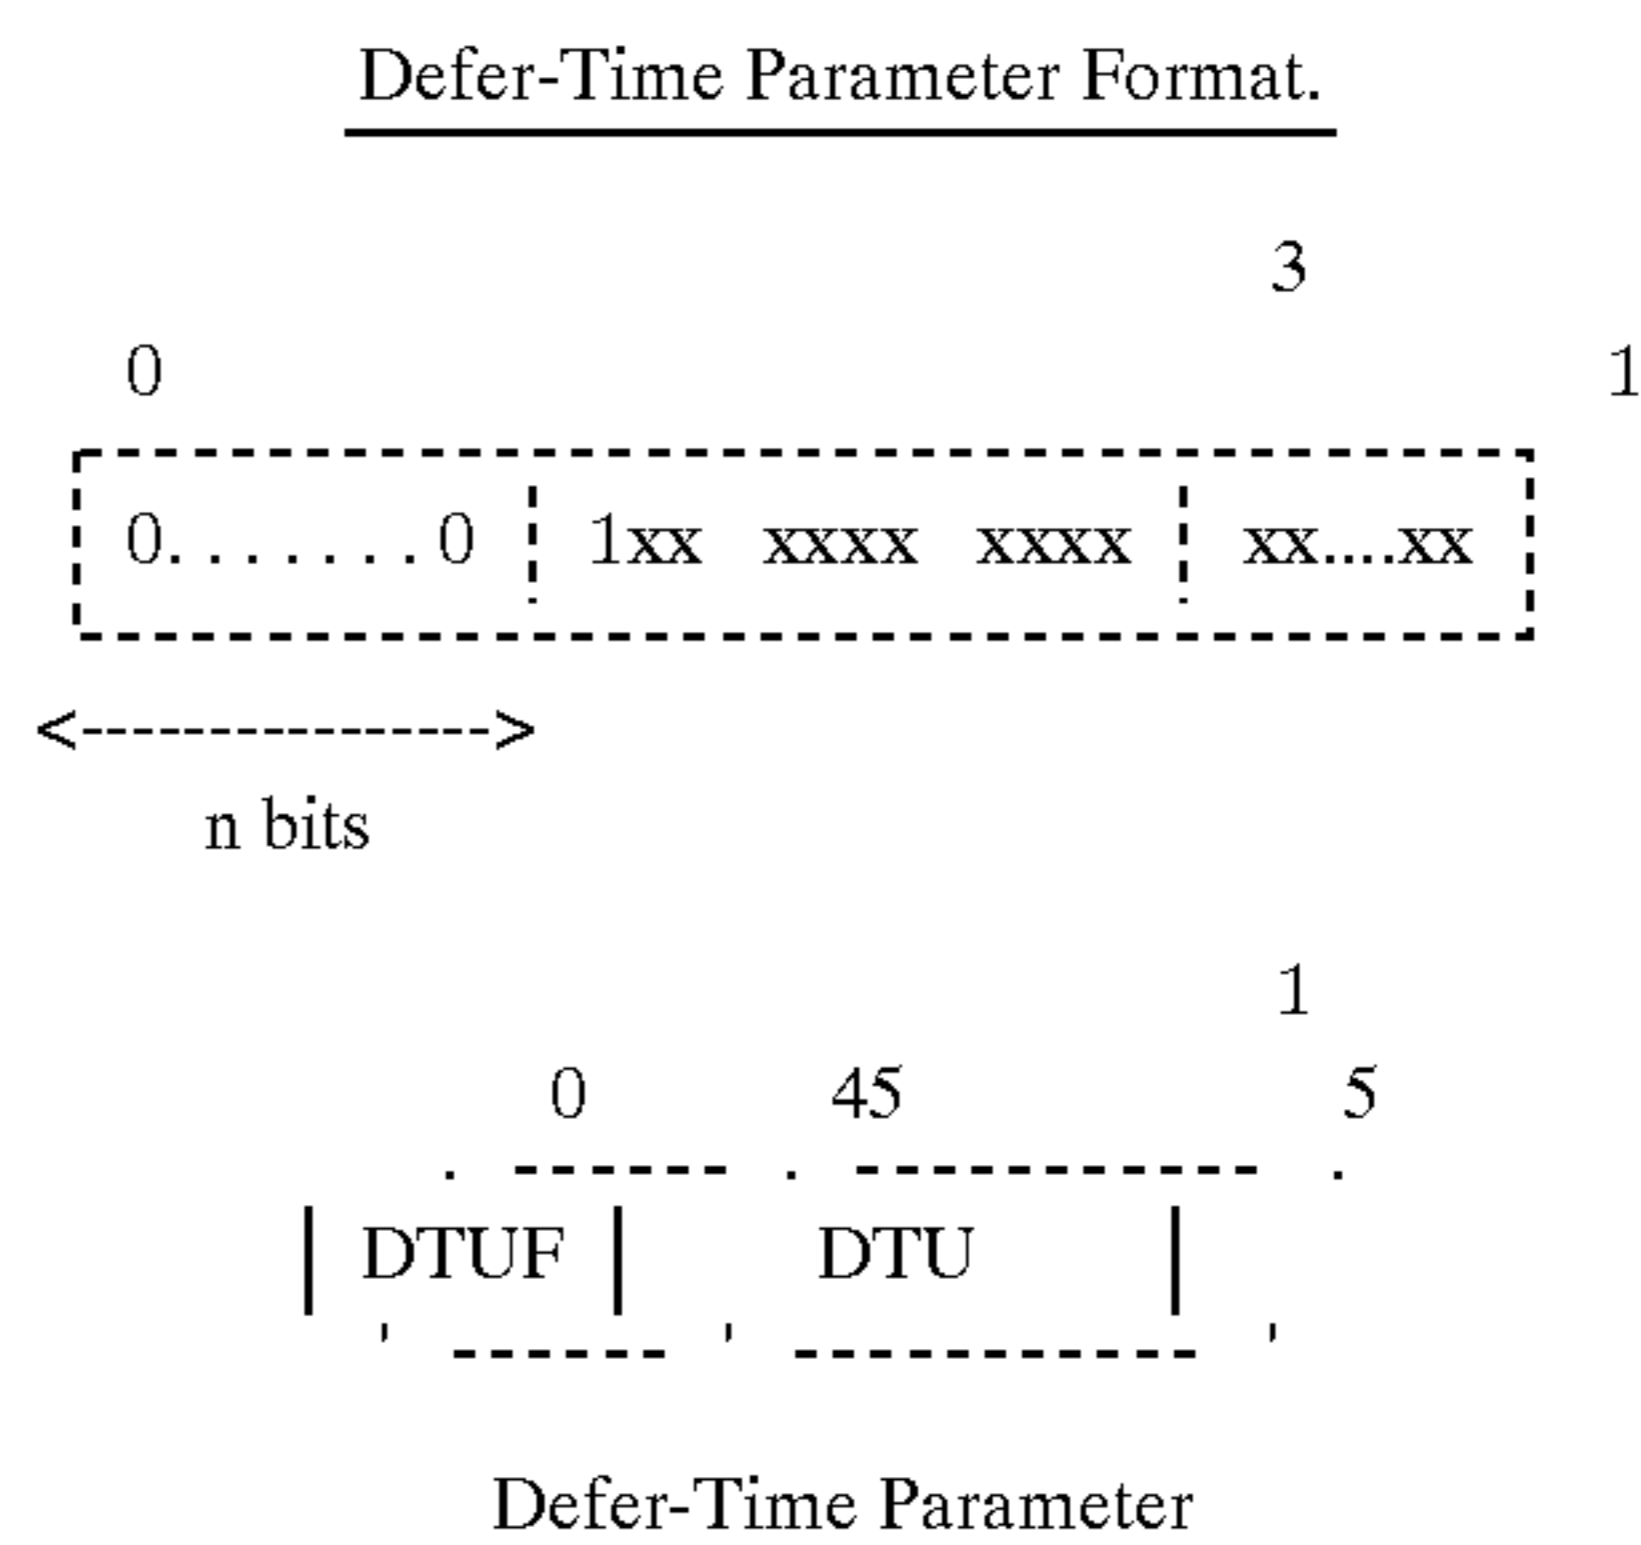 Defer-Time Parameter Format.
3
0 1
0.......0 | 1xx xxxx xxxx | xx....xx
<---------------->
n bits
1
0 45 5
. ------ . ----------- .
| DTUF | DTU |
' ------ ' ----------- '
Defer-Time Parameter